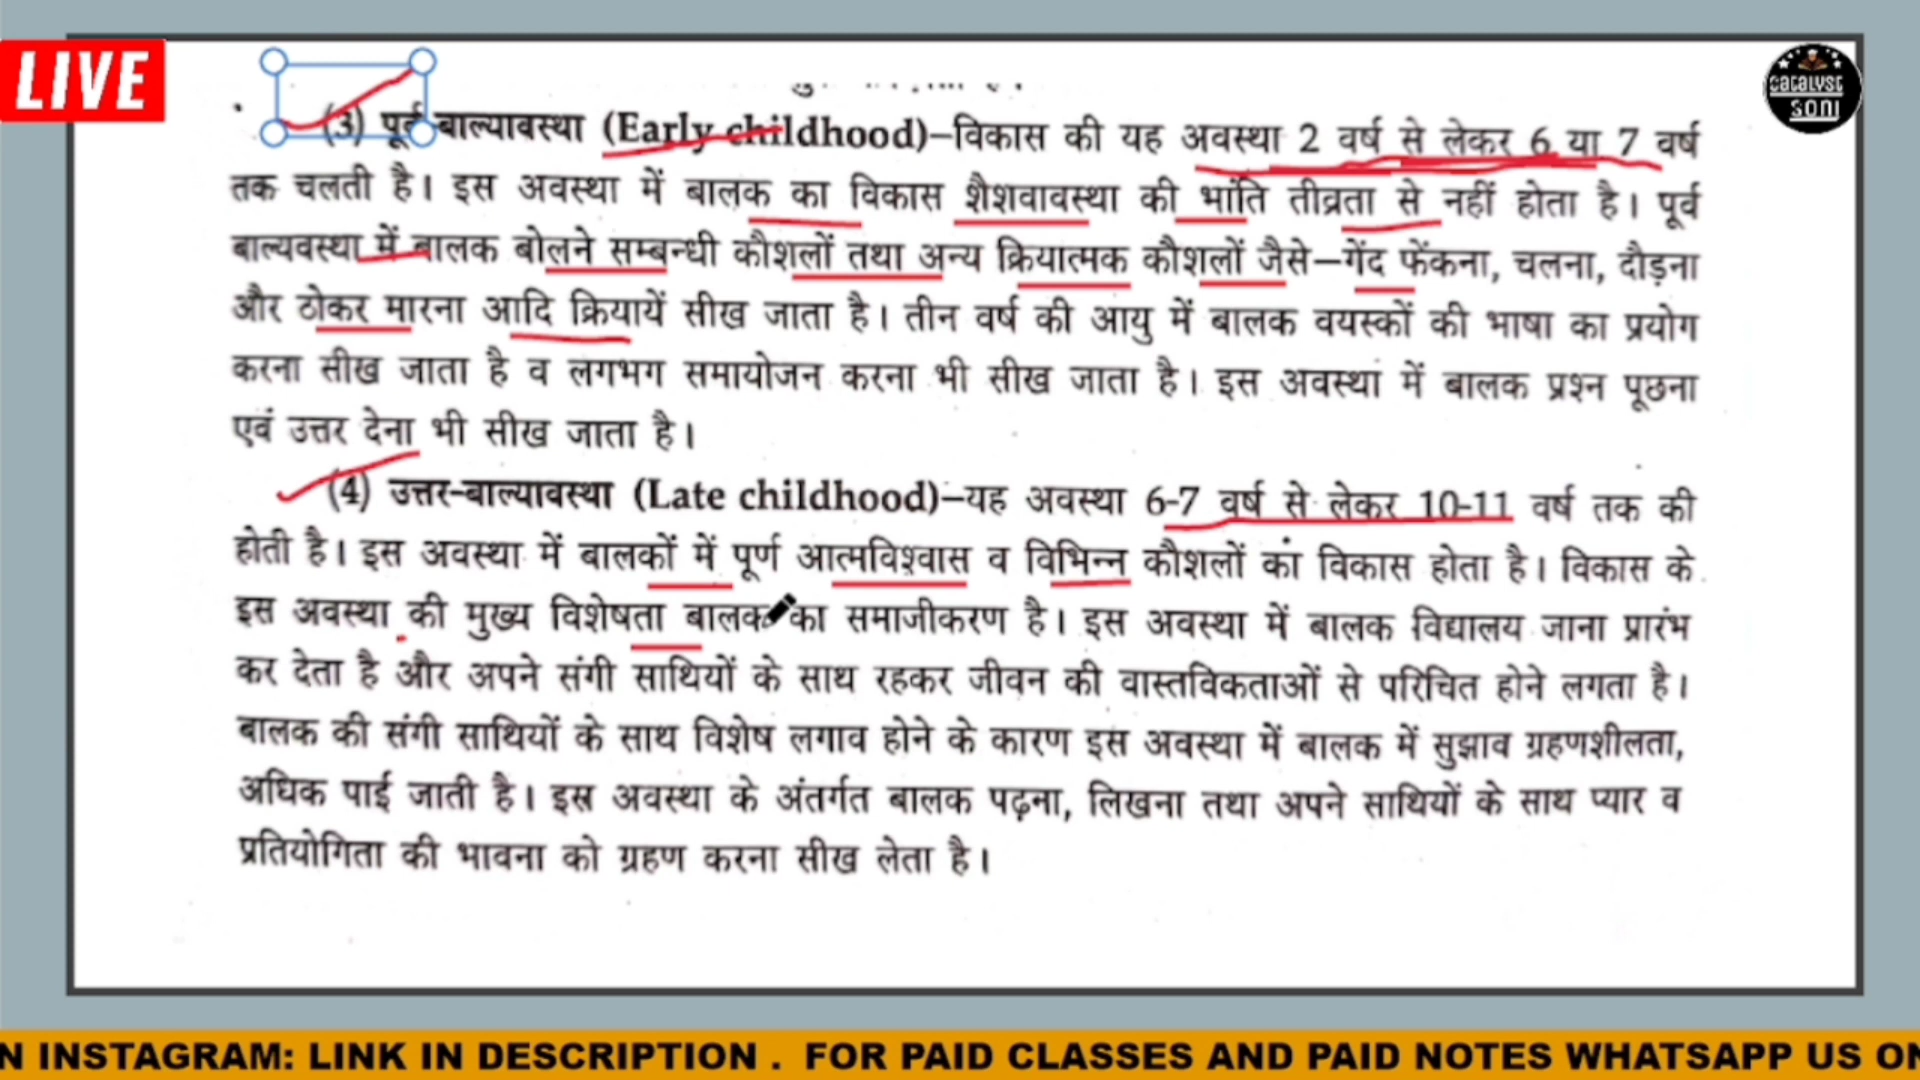 LIVE
catalyst
soni
(3) पूर्व-बाल्यावस्था (Early childhood)–विकास की यह अवस्था 2 वर्ष से लेकर 6 या 7 वर्ष
तक चलती है। इस अवस्था में बालक का विकास शैशवावस्था की भांति तीव्रता से नहीं होता है। पूर्व
बाल्यवस्था में बालक बोलने सम्बन्धी कौशलों तथा अन्य क्रियात्मक कौशलों जैसे–गेंद फेंकना, चलना, दौड़ना
और ठोकर मारना आदि क्रियायें सीख जाता है। तीन वर्ष की आयु में बालक वयस्कों की भाषा का प्रयोग
करना सीख जाता है व लगभग समायोजन करना भी सीख जाता है। इस अवस्था में बालक प्रश्न पूछना
एवं उत्तर देना भी सीख जाता है।
(4) उत्तर-बाल्यावस्था (Late childhood)–यह अवस्था 6-7 वर्ष से लेकर 10-11 वर्ष तक की
होती है। इस अवस्था में बालकों में पूर्ण आत्मविश्वास व विभिन्न कौशलों का विकास होता है। विकास के
इस अवस्था की मुख्य विशेषता बालक का समाजीकरण है। इस अवस्था में बालक विद्यालय जाना प्रारंभ
कर देता है और अपने संगी साथियों के साथ रहकर जीवन की वास्तविकताओं से परिचित होने लगता है।
बालक की संगी साथियों के साथ विशेष लगाव होने के कारण इस अवस्था में बालक में सुझाव ग्रहणशीलता,
अधिक पाई जाती है। इस अवस्था के अंतर्गत बालक पढ़ना, लिखना तथा अपने साथियों के साथ प्यार व
प्रतियोगिता की भावना को ग्रहण करना सीख लेता है।
N INSTAGRAM: LINK IN DESCRIPTION . FOR PAID CLASSES AND PAID NOTES WHATSAPP US ON